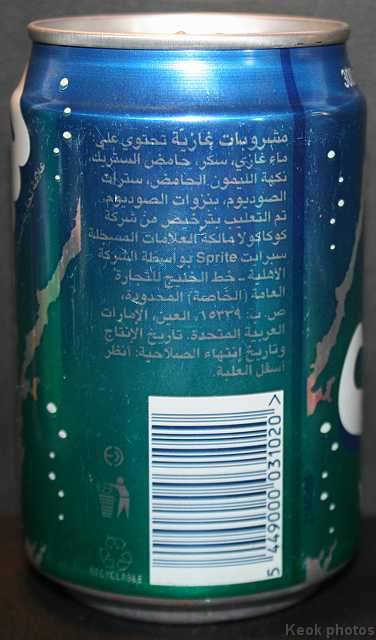 مشروبات غازية تحتوي على
ماء غازي، سكر، حامض الستريك،
نكهة الليمون الحامض، سترات
الصوديوم، بنزوات الصوديوم.
تم التعليب بترخيص من شركة
كوكاكولا مالكة العلامات المسجلة
سبرايت Sprite بواسطة الشركة
الأهلية - خط الخليج للتجارة
العامة (الخاصة) المحدودة،
ص.ب: ١٥٣٣٩، العين، الإمارات
العربية المتحدة. تاريخ الإنتاج
وتاريخ إنتهاء الصلاحية: أنظر
أسفل العلبة.
5 449000 031020 >
RECYCLABLE
Keok photos